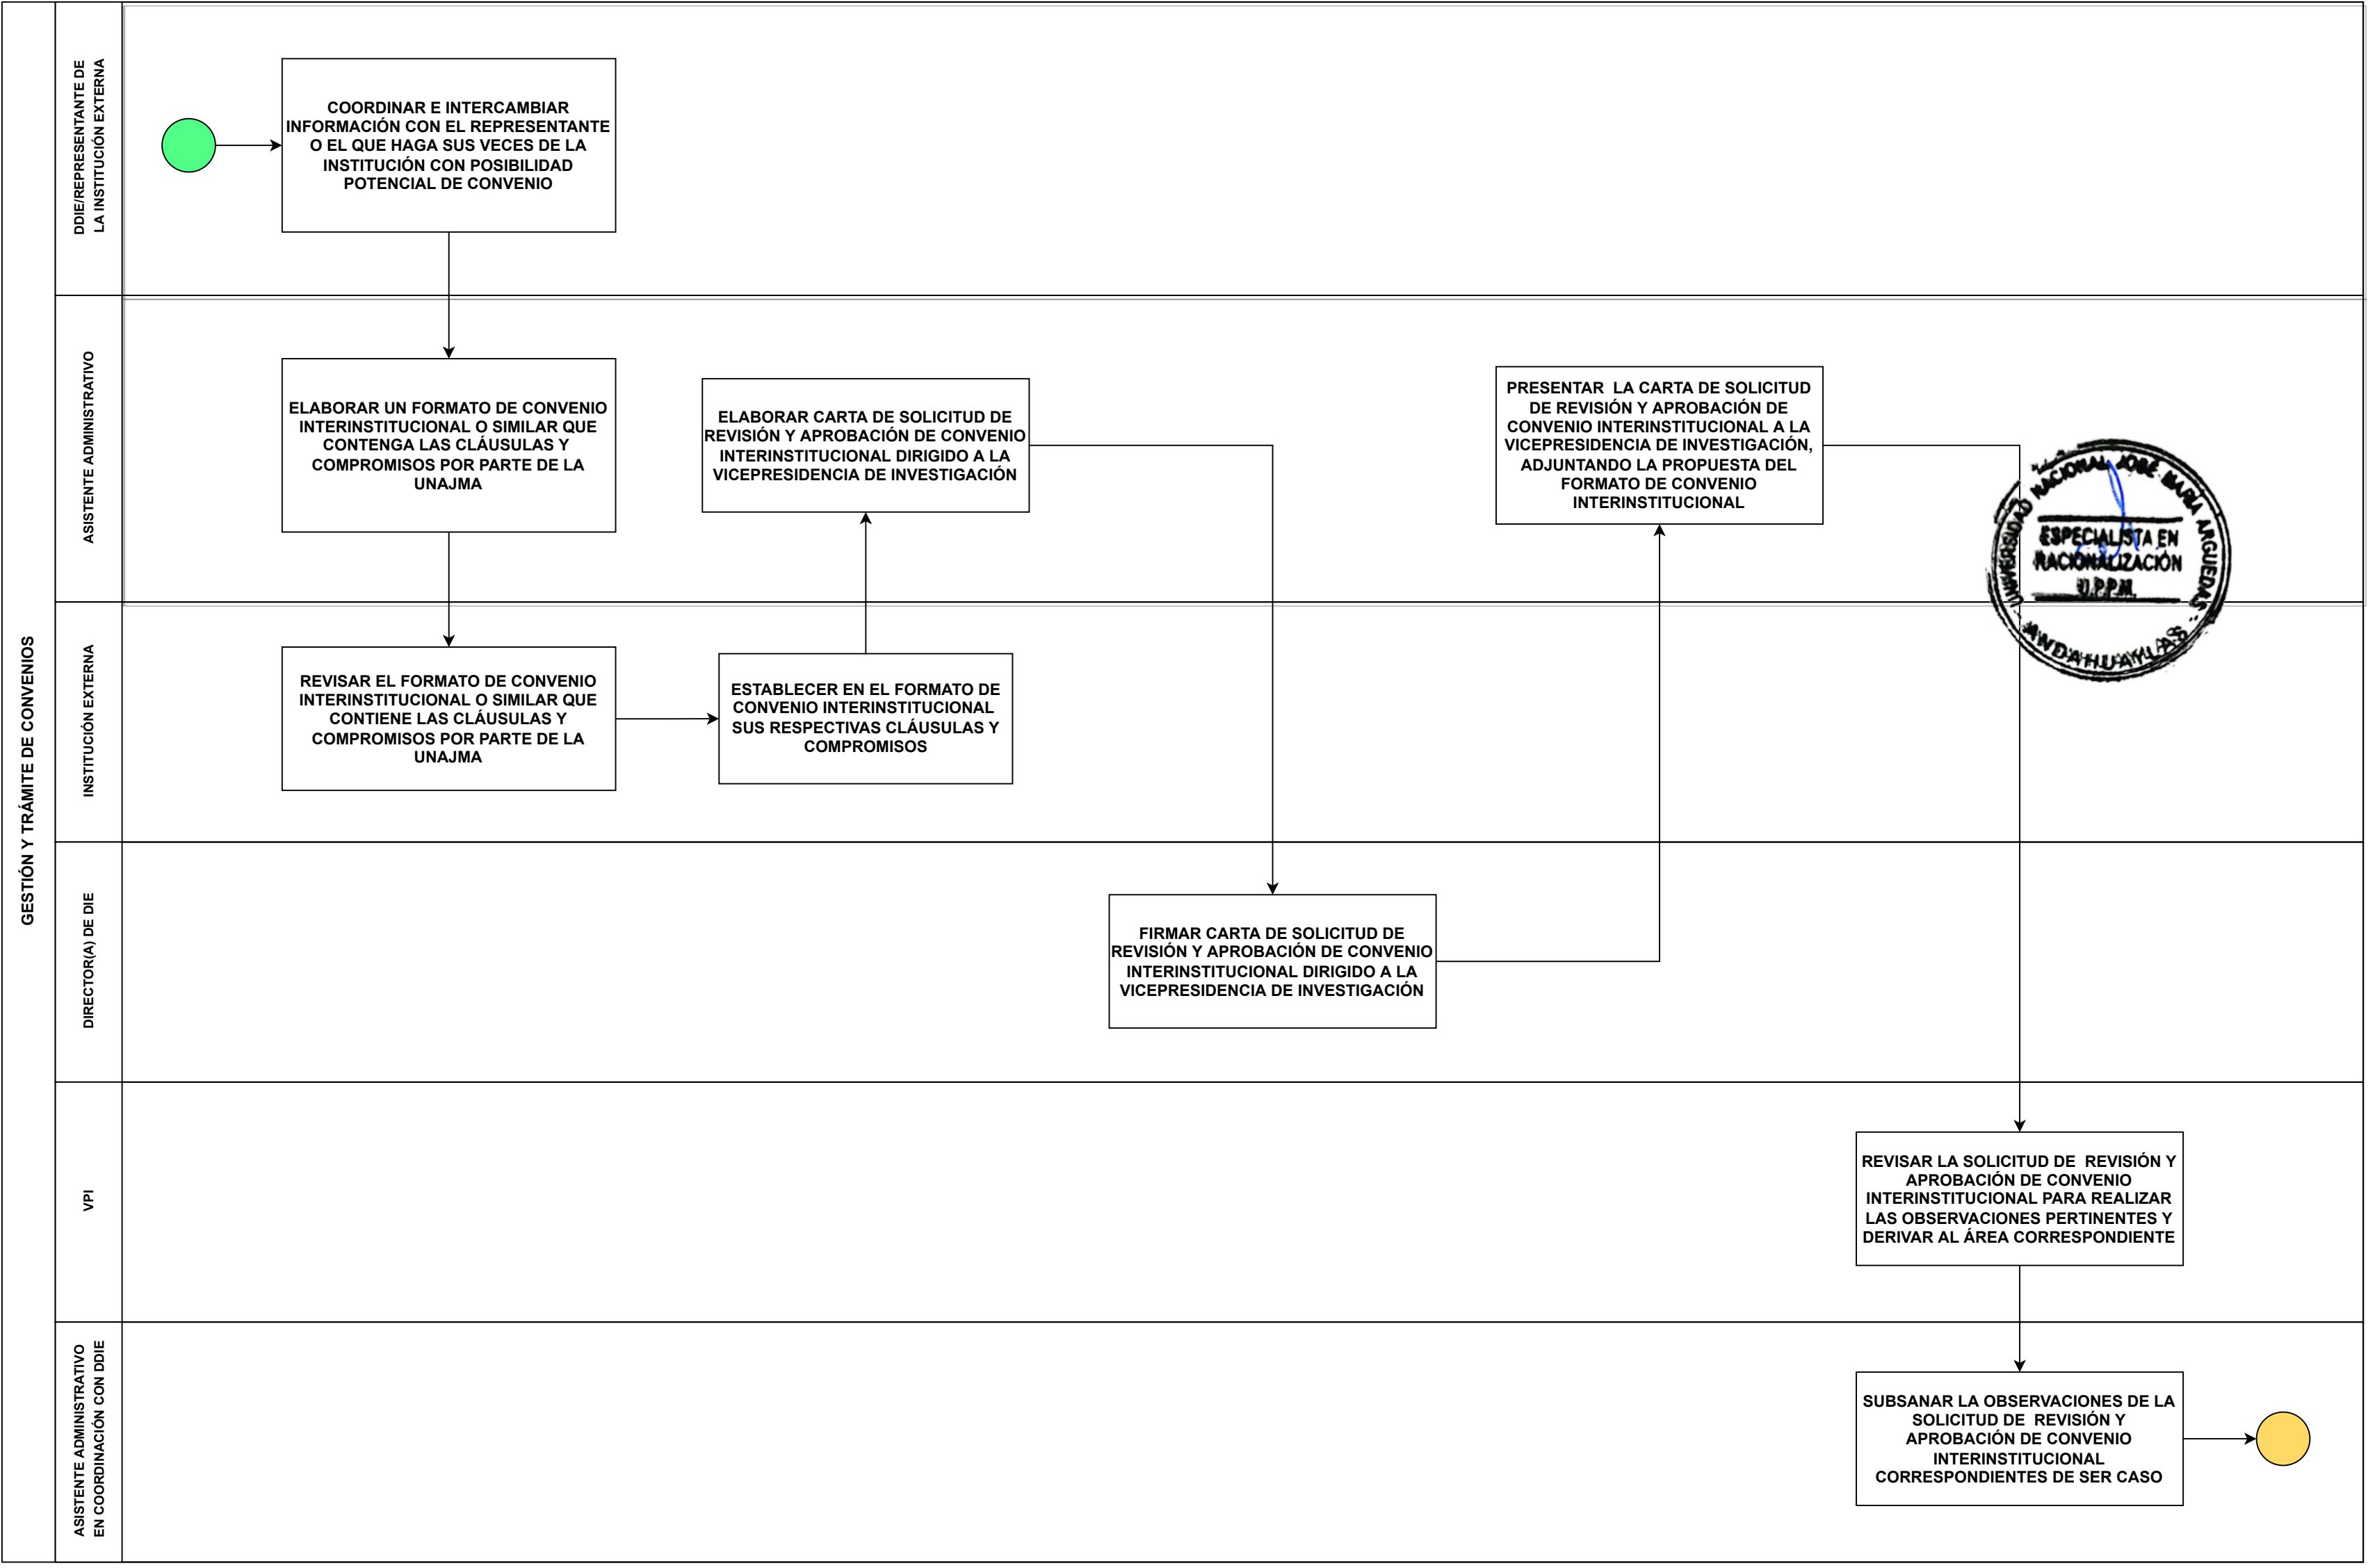 GESTIÓN Y TRÁMITE DE CONVENIOS
DDIE/REPRESENTANTE DE
LA INSTITUCIÓN EXTERNA
COORDINAR E INTERCAMBIAR
INFORMACIÓN CON EL REPRESENTANTE
O EL QUE HAGA SUS VECES DE LA
INSTITUCIÓN CON POSIBILIDAD
POTENCIAL DE CONVENIO
ASISTENTE ADMINISTRATIVO
ELABORAR UN FORMATO DE CONVENIO
INTERINSTITUCIONAL O SIMILAR QUE
CONTENGA LAS CLÁUSULAS Y
COMPROMISOS POR PARTE DE LA
UNAJMA
ELABORAR CARTA DE SOLICITUD DE
REVISIÓN Y APROBACIÓN DE CONVENIO
INTERINSTITUCIONAL DIRIGIDO A LA
VICEPRESIDENCIA DE INVESTIGACIÓN
PRESENTAR LA CARTA DE SOLICITUD
DE REVISIÓN Y APROBACIÓN DE
CONVENIO INTERINSTITUCIONAL A LA
VICEPRESIDENCIA DE INVESTIGACIÓN,
ADJUNTANDO LA PROPUESTA DEL
FORMATO DE CONVENIO
INTERINSTITUCIONAL
UNIVERSIDAD NACIONAL JOSÉ MARÍA ARGUEDAS -
ESPECIALISTA EN
RACIONALIZACIÓN
U.P.P.M.
ANDAHUAYLAS
INSTITUCIÓN EXTERNA
REVISAR EL FORMATO DE CONVENIO
INTERINSTITUCIONAL O SIMILAR QUE
CONTIENE LAS CLÁUSULAS Y
COMPROMISOS POR PARTE DE LA
UNAJMA
ESTABLECER EN EL FORMATO DE
CONVENIO INTERINSTITUCIONAL
SUS RESPECTIVAS CLÁUSULAS Y
COMPROMISOS
DIRECTOR(A) DE DIE
FIRMAR CARTA DE SOLICITUD DE
REVISIÓN Y APROBACIÓN DE CONVENIO
INTERINSTITUCIONAL DIRIGIDO A LA
VICEPRESIDENCIA DE INVESTIGACIÓN
VPI
REVISAR LA SOLICITUD DE REVISIÓN Y
APROBACIÓN DE CONVENIO
INTERINSTITUCIONAL PARA REALIZAR
LAS OBSERVACIONES PERTINENTES Y
DERIVAR AL ÁREA CORRESPONDIENTE
ASISTENTE ADMINISTRATIVO
EN COORDINACIÓN CON DDIE
SUBSANAR LA OBSERVACIONES DE LA
SOLICITUD DE REVISIÓN Y
APROBACIÓN DE CONVENIO
INTERINSTITUCIONAL
CORRESPONDIENTES DE SER CASO